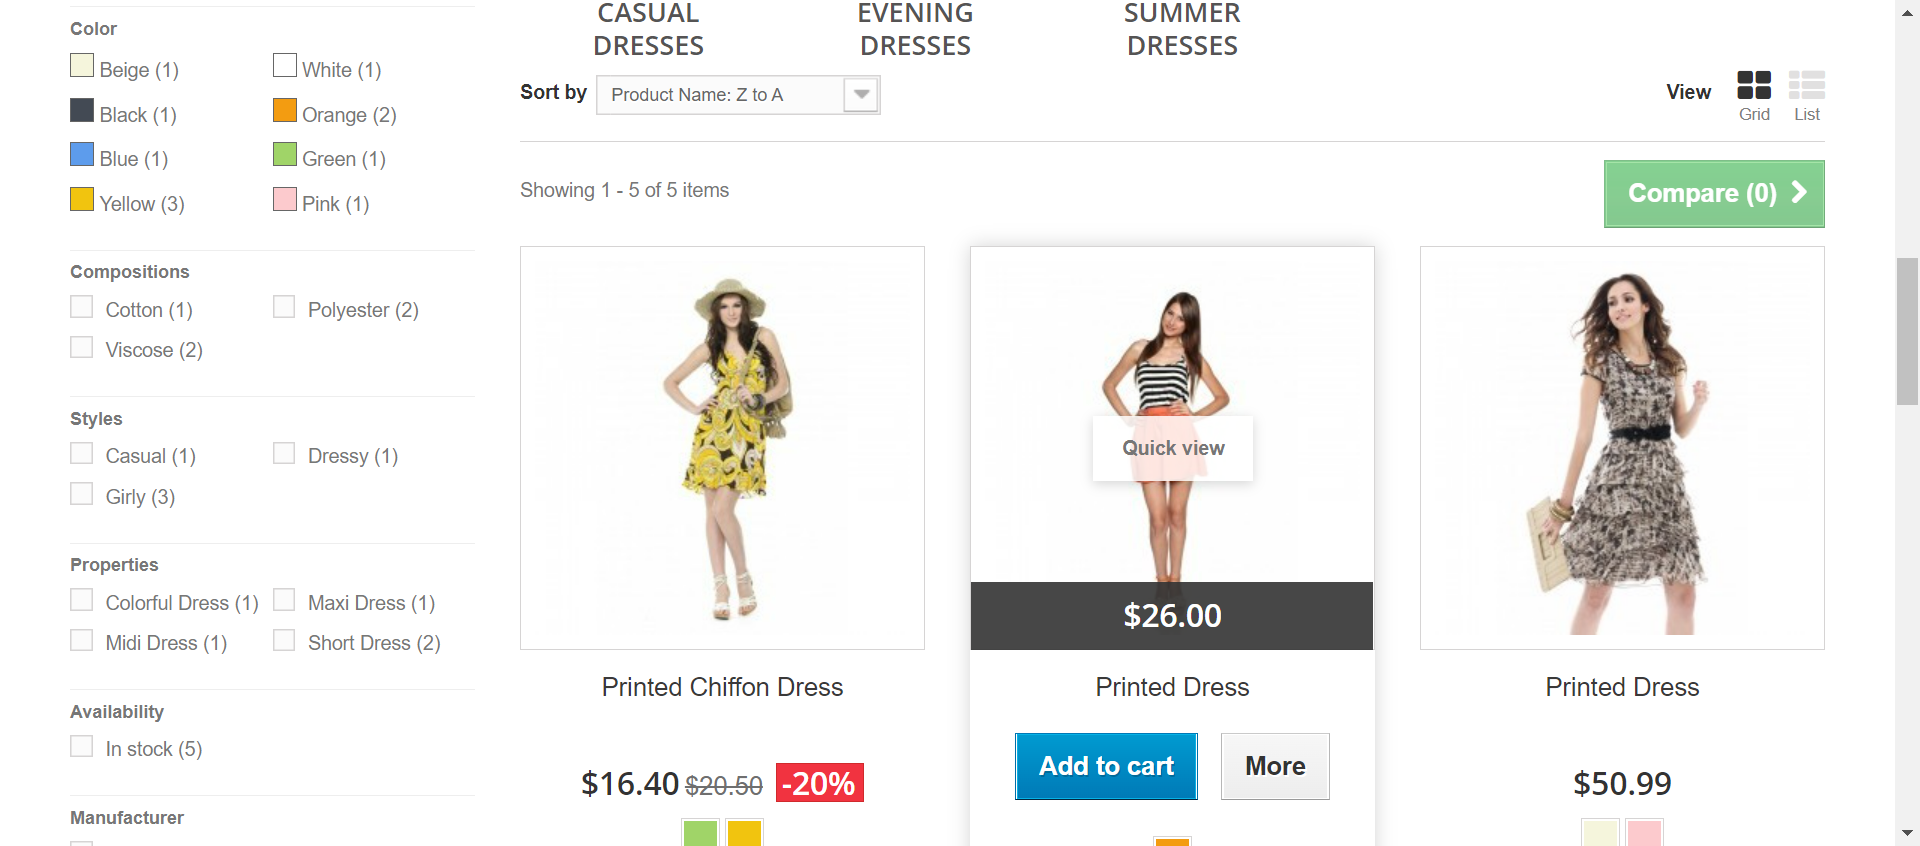 Color
Beige (1)
White (1)
Black (1)
Orange (2)
Blue (1)
Green (1)
Yellow (3)
Pink (1)
Compositions
Cotton (1)
Polyester (2)
Viscose (2)
Styles
Casual (1)
Dressy (1)
Girly (3)
Properties
Colorful Dress (1)
Maxi Dress (1)
Midi Dress (1)
Short Dress (2)
Availability
In stock (5)
Manufacturer
CASUAL
DRESSES
EVENING
DRESSES
SUMMER
DRESSES
Sort by
Product Name: Z to A
View
Grid
List
Showing 1 - 5 of 5 items
Compare (0)
Printed Chiffon Dress
$16.40 $20.50 -20%
Quick view
$26.00
Printed Dress
Add to cart
More
Printed Dress
$50.99